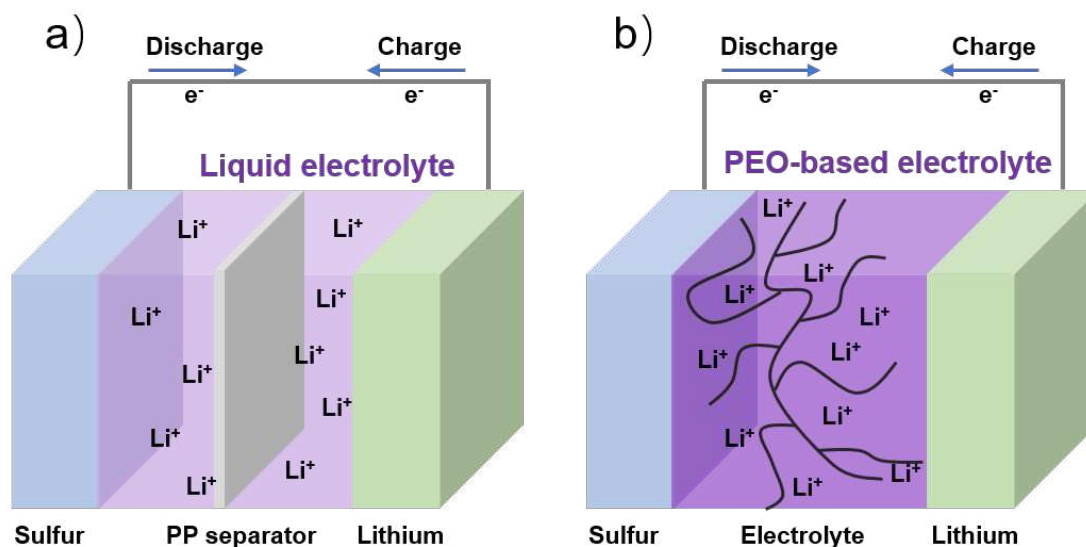 a)
Discharge
Charge
e⁻
e⁻
Liquid electrolyte
Li⁺
Li⁺
Li⁺
Li⁺
Li⁺
Li⁺
Li⁺
Li⁺
Li⁺
Li⁺
Sulfur
PP separator
Lithium
b)
Discharge
Charge
e⁻
e⁻
PEO-based electrolyte
Li⁺
Li⁺
Li⁺
Li⁺
Li⁺
Li⁺
Li⁺
Li⁺
Li⁺
Li⁺
Sulfur
Electrolyte
Lithium